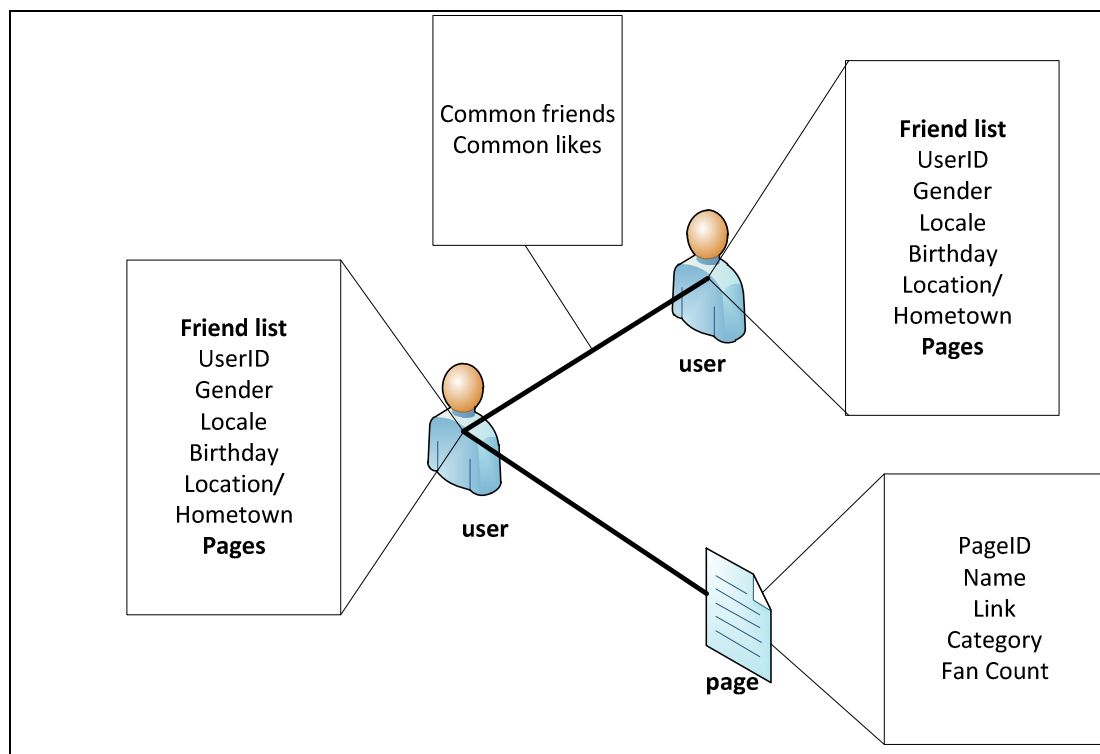 Common friends
Common likes
Friend list
UserID
Gender
Locale
Birthday
Location/
Hometown
Pages
user
Friend list
UserID
Gender
Locale
Birthday
Location/
Hometown
Pages
user
PageID
Name
Link
Category
Fan Count
page